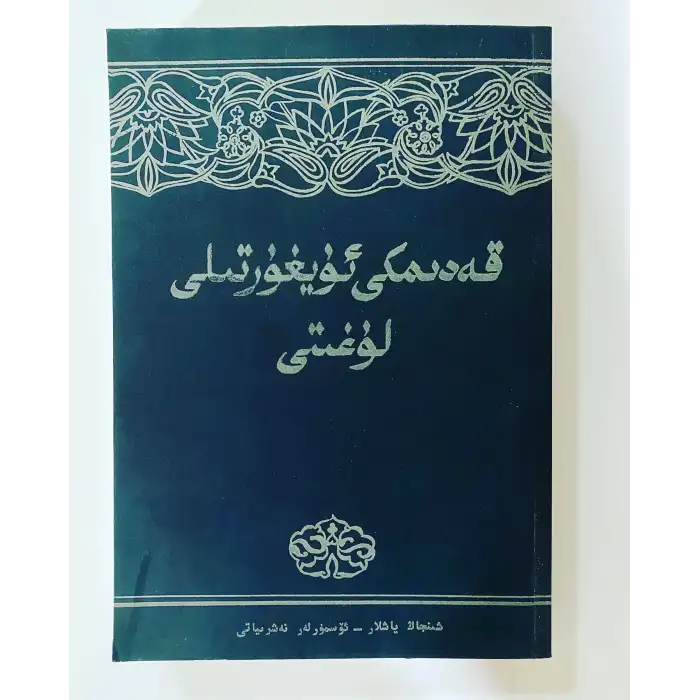 قەدىمكى ئۇيغۇر تىلى
لۇغىتى
شىنجاڭ ياشلار – ئۆسمۈرلەر نەشرىياتى